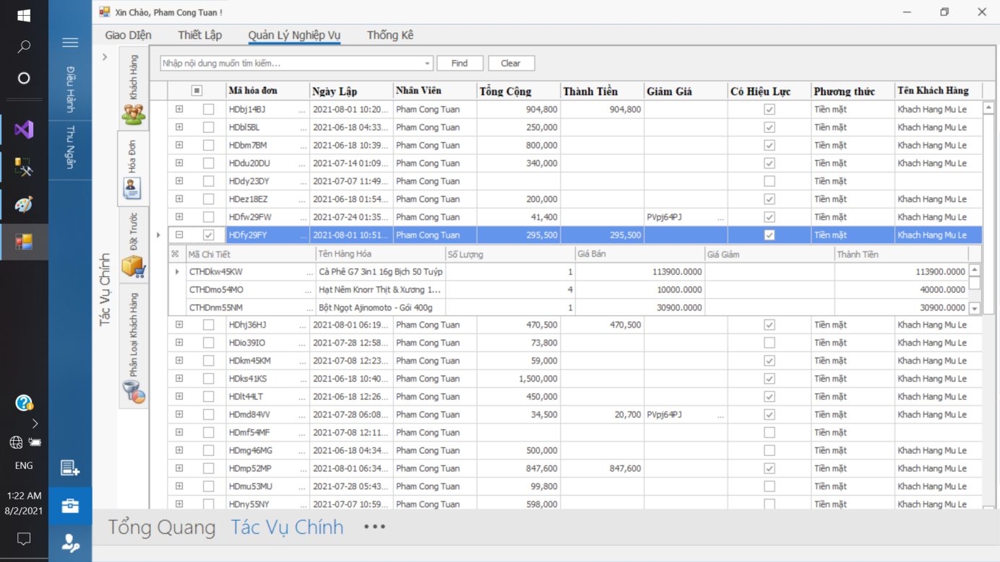 Xin Chào, Pham Cong Tuan !
Giao DIện Thiết Lập Quản Lý Nghiệp Vụ Thống Kê
Điều Hành
Thu Ngân
Tác Vụ Chính
Khách Hàng
Hóa Đơn
Đặt Trước
Phân Loại Khách Hàng
Nhập nội dung muốn tìm kiếm... Find Clear
Mã hóa đơn Ngày Lập Nhân Viên Tổng Cộng Thành Tiền Giảm Giá Có Hiệu Lực Phương thức Tên Khách Hàng
HDbj14BJ ... 2021-08-01 10:20... Pham Cong Tuan 904,800 904,800 Tiền mặt Khach Hang Mu Le
HDbl5BL ... 2021-06-18 04:33... Pham Cong Tuan 250,000 Tiền mặt Khach Hang Mu Le
HDbm7BM ... 2021-06-18 10:39... Pham Cong Tuan 800,000 Tiền mặt Khach Hang Mu Le
HDdu20DU ... 2021-07-14 01:09... Pham Cong Tuan 340,000 Tiền mặt Khach Hang Mu Le
HDdy23DY ... 2021-07-07 11:49... Pham Cong Tuan Tiền mặt
HDez18EZ ... 2021-06-18 01:54... Pham Cong Tuan 200,000 Tiền mặt Khach Hang Mu Le
HDfw29FW ... 2021-07-24 01:35... Pham Cong Tuan 41,400 PVpj64PJ ... Tiền mặt Khach Hang Mu Le
HDfy29FY ... 2021-08-01 10:51... Pham Cong Tuan 295,500 295,500 Tiền mặt Khach Hang Mu Le
Mã Chi Tiết Tên Hàng Hóa Số Lượng Giá Bán Giá Giảm Thành Tiền
CTHDkw45KW ... Cà Phê G7 3in1 16g Bịch 50 Tuýp 1 113900.0000 113900.0000
CTHDmo54MO ... Hạt Nêm Knorr Thịt & Xương 1... 4 10000.0000 40000.0000
CTHDnm55NM ... Bột Ngọt Ajinomoto - Gói 400g 1 30900.0000 30900.0000
HDhj36HJ ... 2021-08-01 06:19... Pham Cong Tuan 470,500 470,500 Tiền mặt Khach Hang Mu Le
HDio39IO ... 2021-07-28 12:58... Pham Cong Tuan 73,800 Tiền mặt Khach Hang Mu Le
HDkm45KM ... 2021-07-08 12:23... Pham Cong Tuan 59,000 Tiền mặt Khach Hang Mu Le
HDks41KS ... 2021-06-18 10:40... Pham Cong Tuan 1,500,000 Tiền mặt Khach Hang Mu Le
HDlt44LT ... 2021-06-18 12:26... Pham Cong Tuan 450,000 Tiền mặt Khach Hang Mu Le
HDmd84VV ... 2021-07-28 06:08... Pham Cong Tuan 34,500 20,700 PVpj64PJ ... Tiền mặt Khach Hang Mu Le
HDmf54MF ... 2021-07-08 12:11... Pham Cong Tuan Tiền mặt
HDmg46MG ... 2021-06-18 04:34... Pham Cong Tuan 500,000 Tiền mặt Khach Hang Mu Le
HDmp52MP ... 2021-08-01 06:34... Pham Cong Tuan 847,600 847,600 Tiền mặt Khach Hang Mu Le
HDmu53MU ... 2021-07-28 05:43... Pham Cong Tuan 99,800 Tiền mặt Khach Hang Mu Le
HDny55NY ... 2021-07-07 10:59... Pham Cong Tuan 598,000 Tiền mặt Khach Hang Mu Le
Tổng Quang Tác Vụ Chính •••
ENG
1:22 AM
8/2/2021